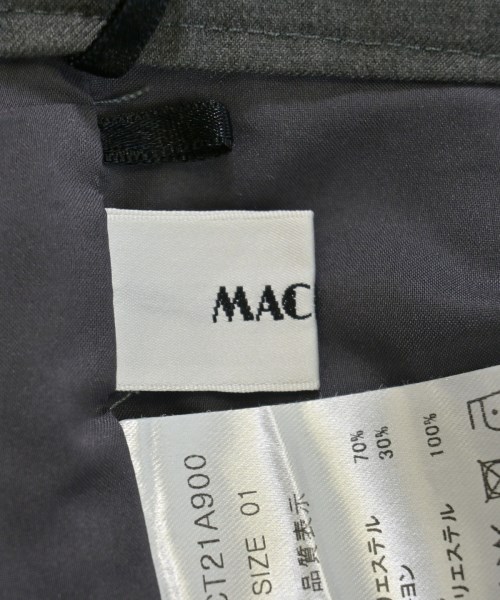 MAC
CT21A900
SIZE 01
品質表示
リエステル 70%
ヨン 30%
リエステル 100%